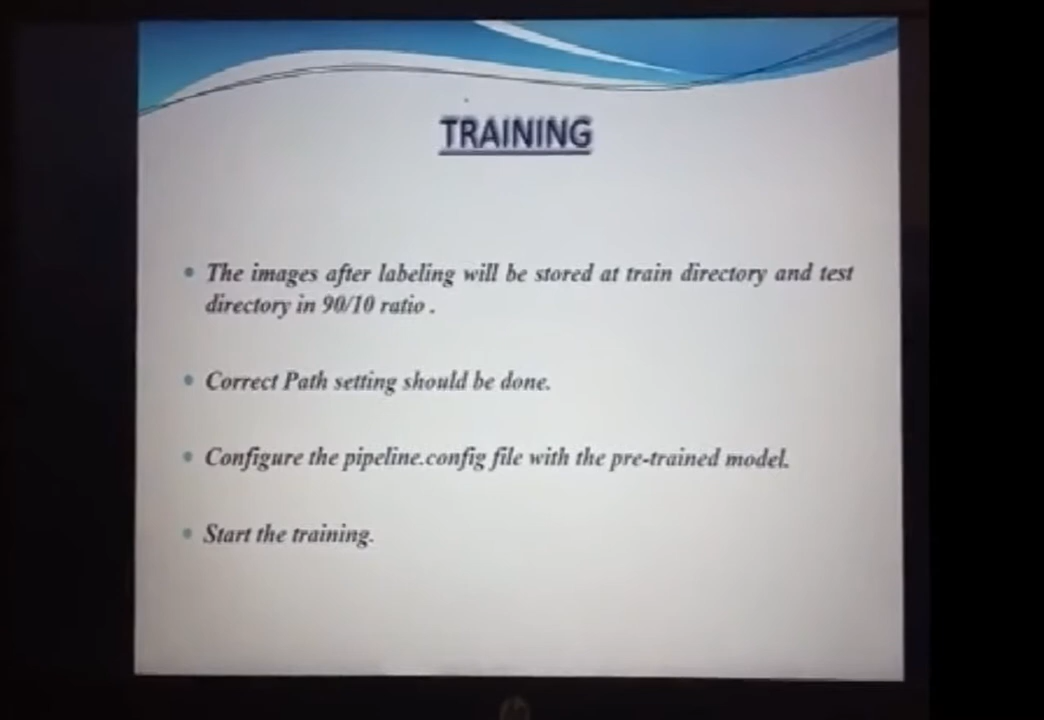 TRAINING
• The images after labeling will be stored at train directory and test
directory in 90/10 ratio .
• Correct Path setting should be done.
• Configure the pipeline.config file with the pre-trained model.
• Start the training.